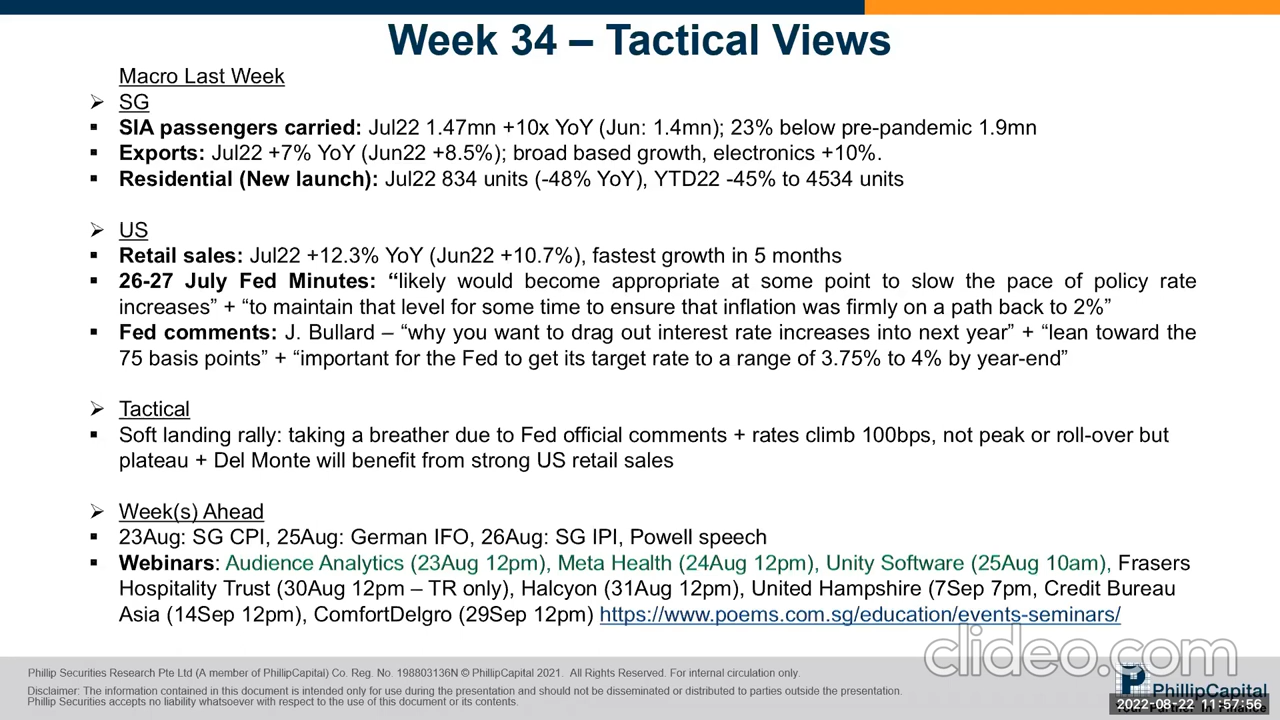 Week 34 – Tactical Views
Macro Last Week
➢ SG
▪ SIA passengers carried: Jul22 1.47mn +10x YoY (Jun: 1.4mn); 23% below pre-pandemic 1.9mn
▪ Exports: Jul22 +7% YoY (Jun22 +8.5%); broad based growth, electronics +10%.
▪ Residential (New launch): Jul22 834 units (-48% YoY), YTD22 -45% to 4534 units
➢ US
▪ Retail sales: Jul22 +12.3% YoY (Jun22 +10.7%), fastest growth in 5 months
▪ 26-27 July Fed Minutes: “likely would become appropriate at some point to slow the pace of policy rate
increases” + “to maintain that level for some time to ensure that inflation was firmly on a path back to 2%”
▪ Fed comments: J. Bullard – “why you want to drag out interest rate increases into next year” + “lean toward the
75 basis points” + “important for the Fed to get its target rate to a range of 3.75% to 4% by year-end”
➢ Tactical
▪ Soft landing rally: taking a breather due to Fed official comments + rates climb 100bps, not peak or roll-over but
plateau + Del Monte will benefit from strong US retail sales
➢ Week(s) Ahead
▪ 23Aug: SG CPI, 25Aug: German IFO, 26Aug: SG IPI, Powell speech
▪ Webinars: Audience Analytics (23Aug 12pm), Meta Health (24Aug 12pm), Unity Software (25Aug 10am), Frasers
Hospitality Trust (30Aug 12pm – TR only), Halcyon (31Aug 12pm), United Hampshire (7Sep 7pm, Credit Bureau
Asia (14Sep 12pm), ComfortDelgro (29Sep 12pm) https://www.poems.com.sg/education/events-seminars/
clideo.com
Phillip Securities Research Pte Ltd (A member of PhillipCapital) Co. Reg. No. 198803136N © PhillipCapital 2021. All Rights Reserved. For internal circulation only.
Disclaimer: The information contained in this document is intended only for use during the presentation and should not be disseminated or distributed to parties outside the presentation.
Phillip Securities accepts no liability whatsoever with respect to the use of this document or its contents.
PhillipCapital
Your Partner In Finance
2022-08-22 11:57:56